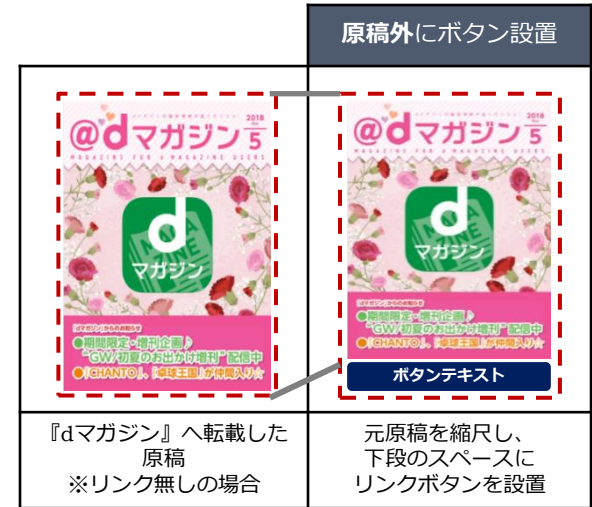 原稿外にボタン設置
@dマガジン
2018
5
MAGAZINE FOR d MAGAZINE USERS
d
マガジン
『dマガジン』からのお知らせ
●期間限定・増刊企画♪
“GW/初夏のお出かけ増刊”配信中
●「CHANTO」、「卓球王国」が仲間入り☆
@dマガジン
2018
5
MAGAZINE FOR d MAGAZINE USERS
d
マガジン
『dマガジン』からのお知らせ
●期間限定・増刊企画♪
“GW/初夏のお出かけ増刊”配信中
●「CHANTO」、「卓球王国」が仲間入り☆
ボタンテキスト
『dマガジン』へ転載した
原稿
※リンク無しの場合
元原稿を縮尺し、
下段のスペースに
リンクボタンを設置